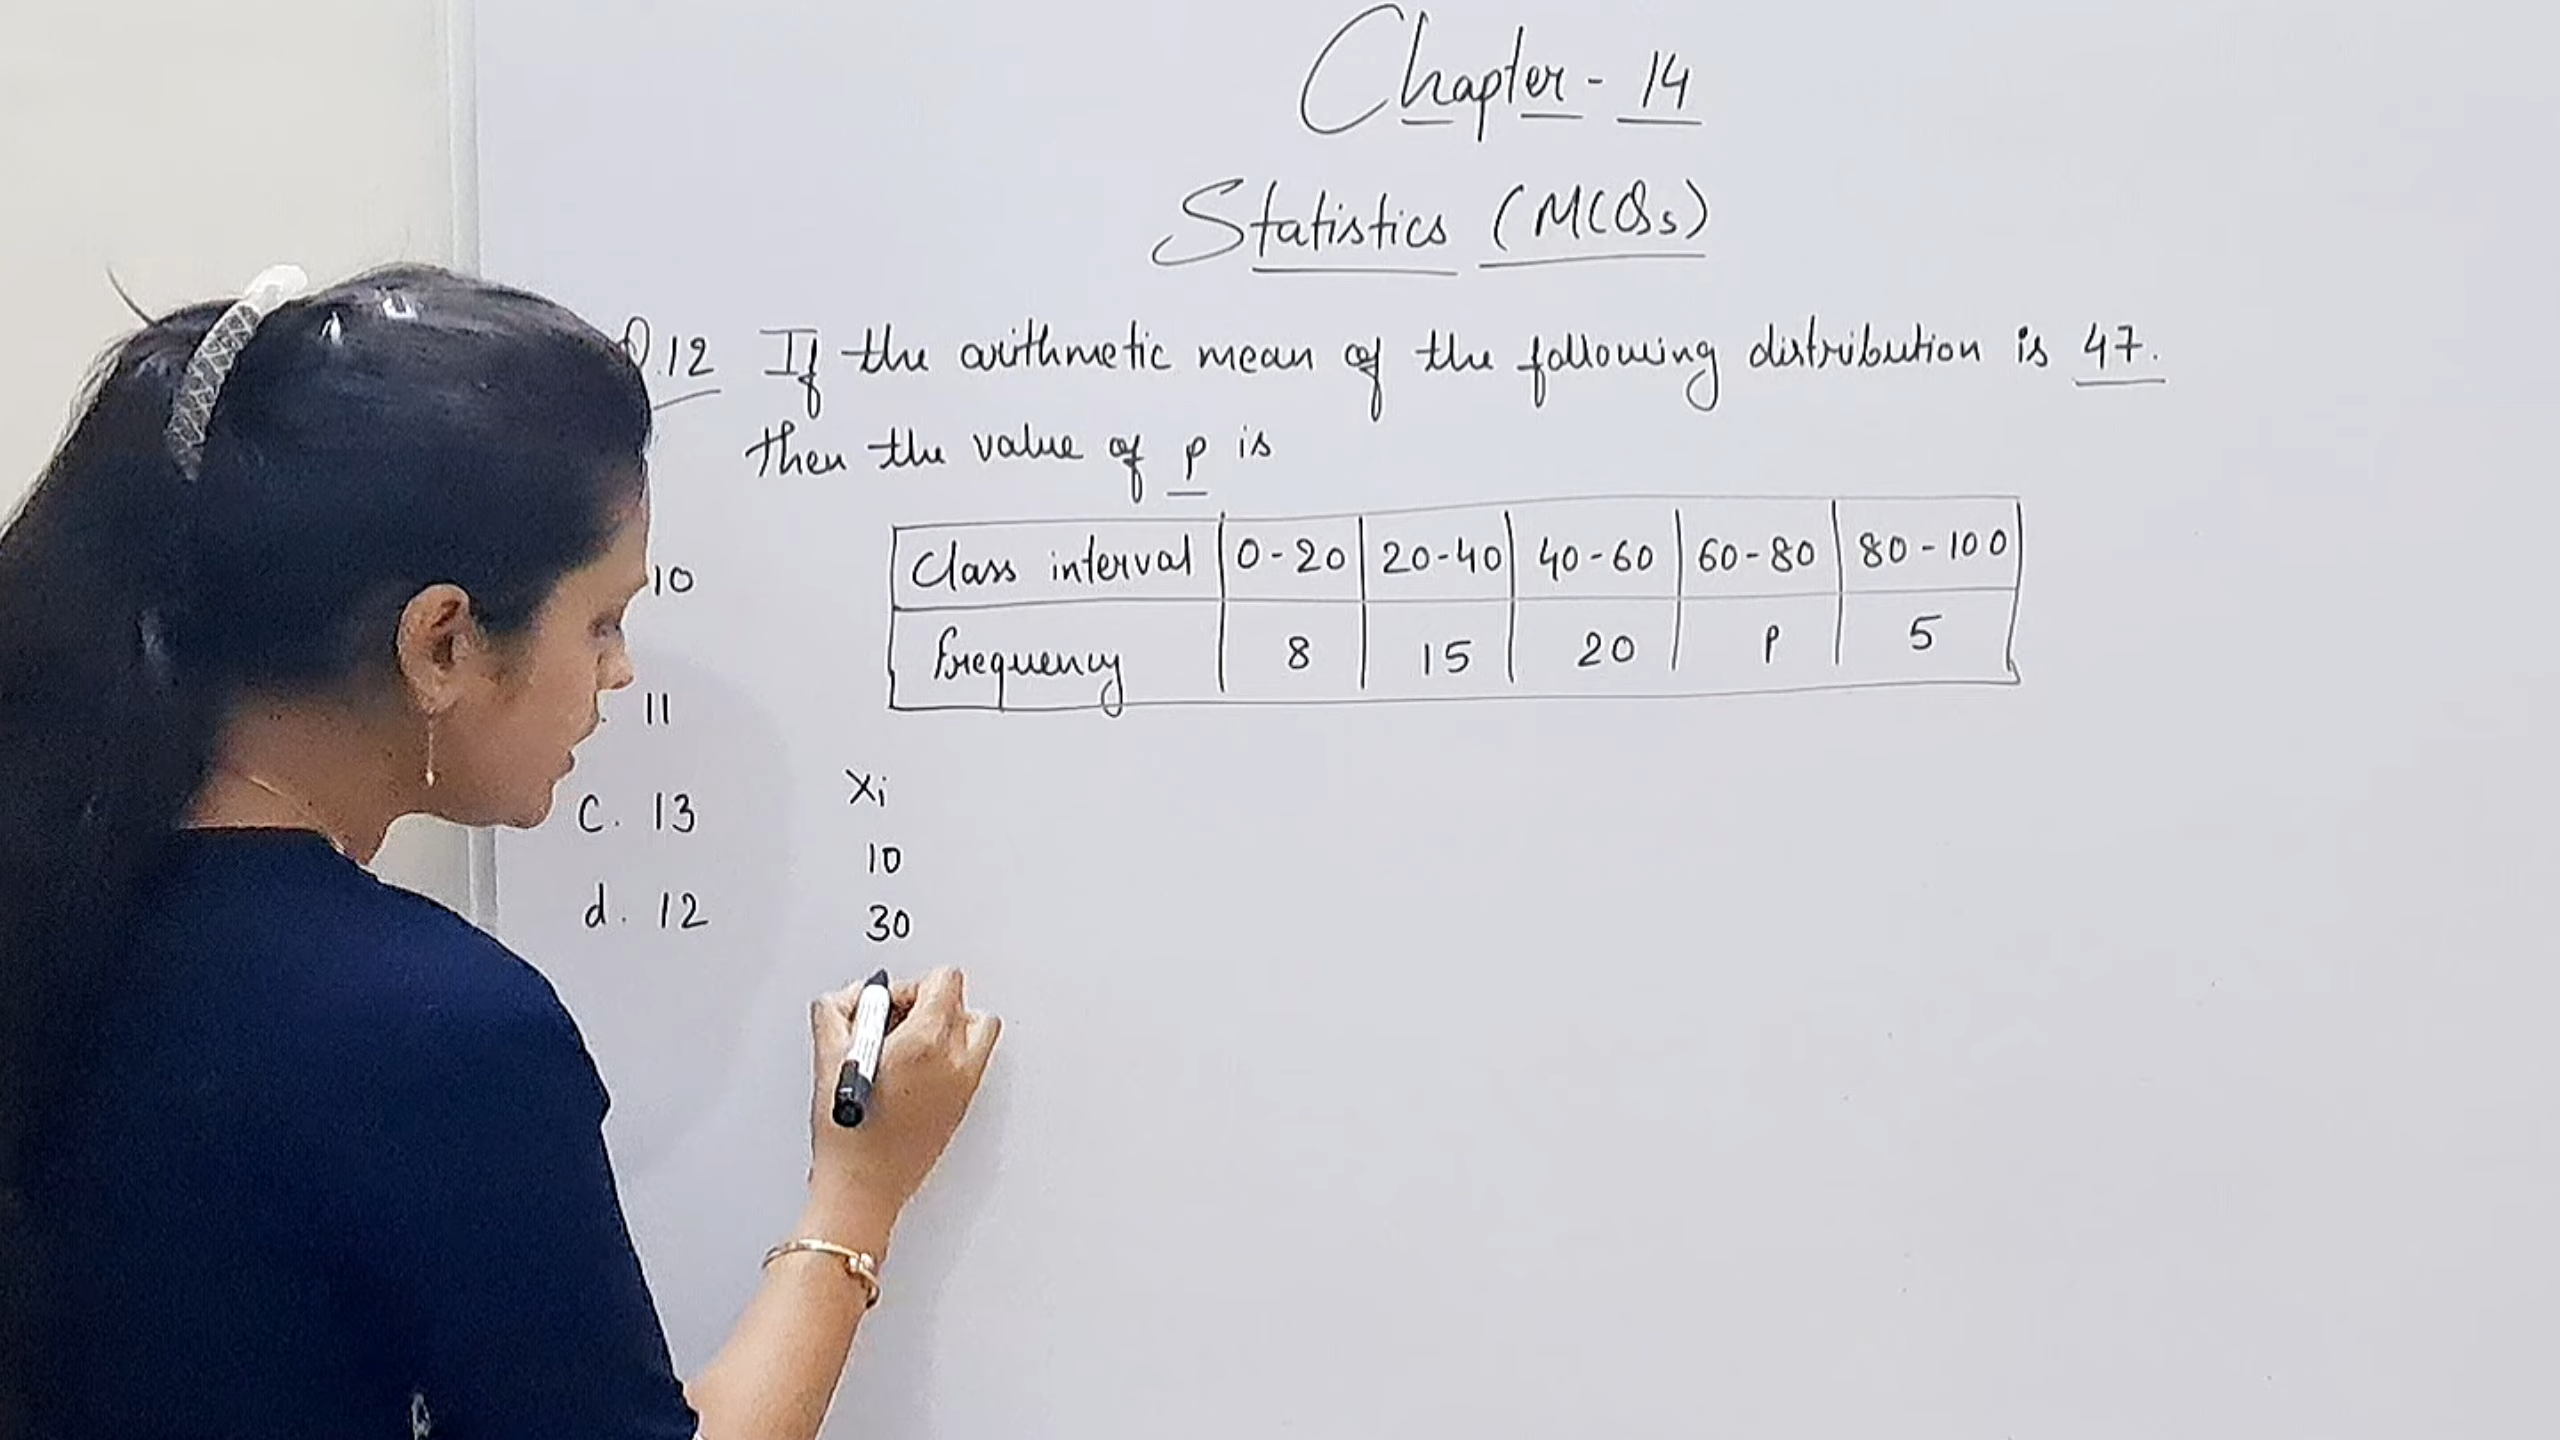 Chapter - 14
Statistics (MCQs)
Q.12 If the arithmetic mean of the following distribution is 47.
then the value of p is
Class interval 0-20 20-40 40-60 60-80 80-100
frequency 8 15 20 p 5
10
11
C. 13
d. 12
Xi
10
30